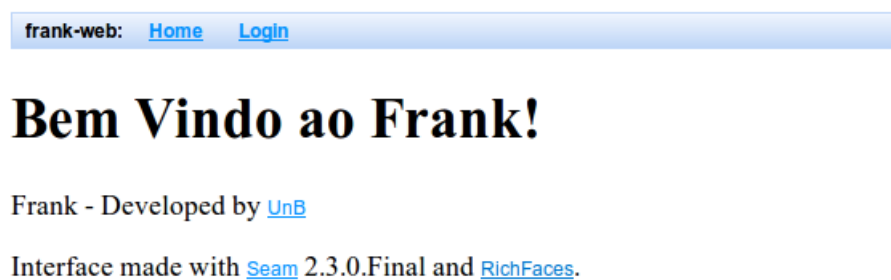 frank-web: Home Login
Bem Vindo ao Frank!
Frank - Developed by UnB
Interface made with Seam 2.3.0.Final and RichFaces.